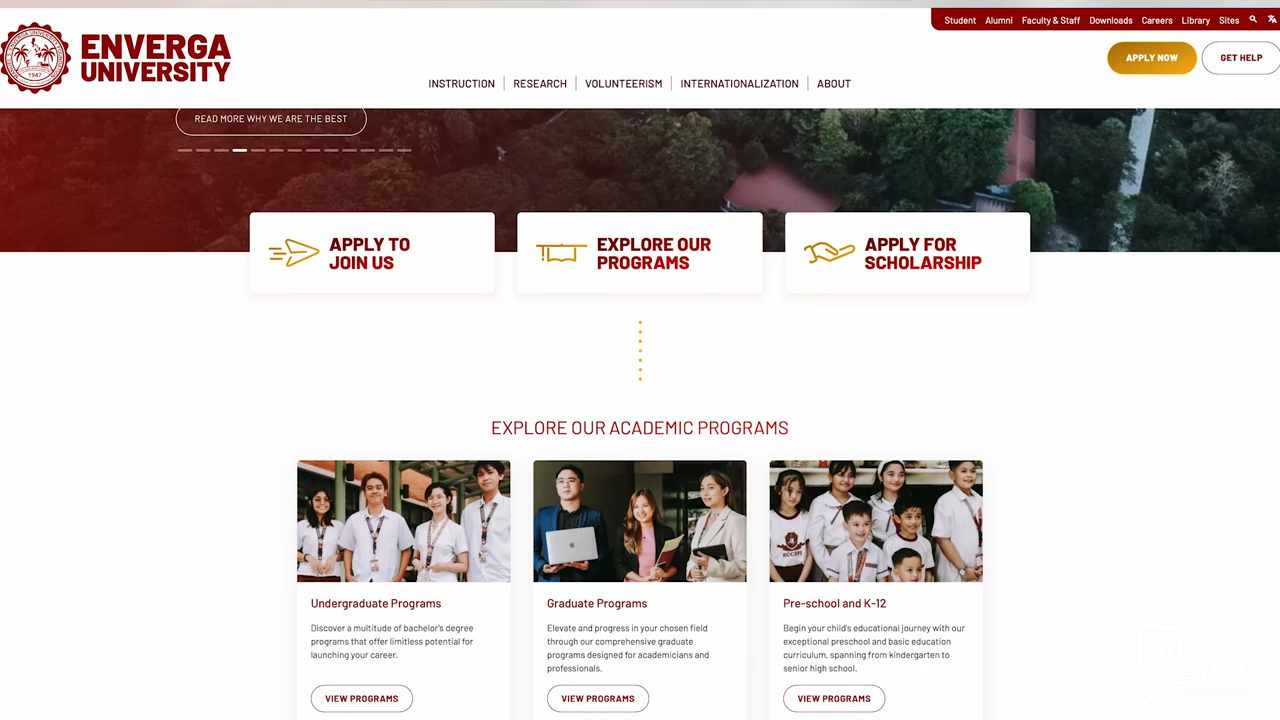 Student Alumni Faculty & Staff Downloads Careers Library Sites
ENVERGA
UNIVERSITY
1947
APPLY NOW
GET HELP
INSTRUCTION RESEARCH VOLUNTEERISM INTERNATIONALIZATION ABOUT
READ MORE WHY WE ARE THE BEST
APPLY TO
JOIN US
EXPLORE OUR
PROGRAMS
APPLY FOR
SCHOLARSHIP
EXPLORE OUR ACADEMIC PROGRAMS
Undergraduate Programs
Discover a multitude of bachelor's degree
programs that offer limitless potential for
launching your career.
VIEW PROGRAMS
Graduate Programs
Elevate and progress in your chosen field
through our comprehensive graduate
programs designed for academicians and
professionals.
VIEW PROGRAMS
Pre-school and K-12
Begin your child's educational journey with our
exceptional preschool and basic education
curriculum, spanning from kindergarten to
senior high school.
VIEW PROGRAMS